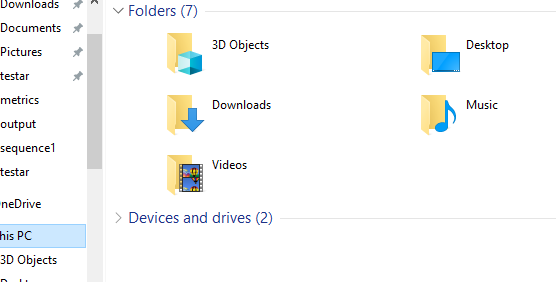 Downloads
Documents
Pictures
testar
metrics
output
sequence1
testar
OneDrive
his PC
3D Objects
Folders (7)
3D Objects
Desktop
Downloads
Music
Videos
Devices and drives (2)